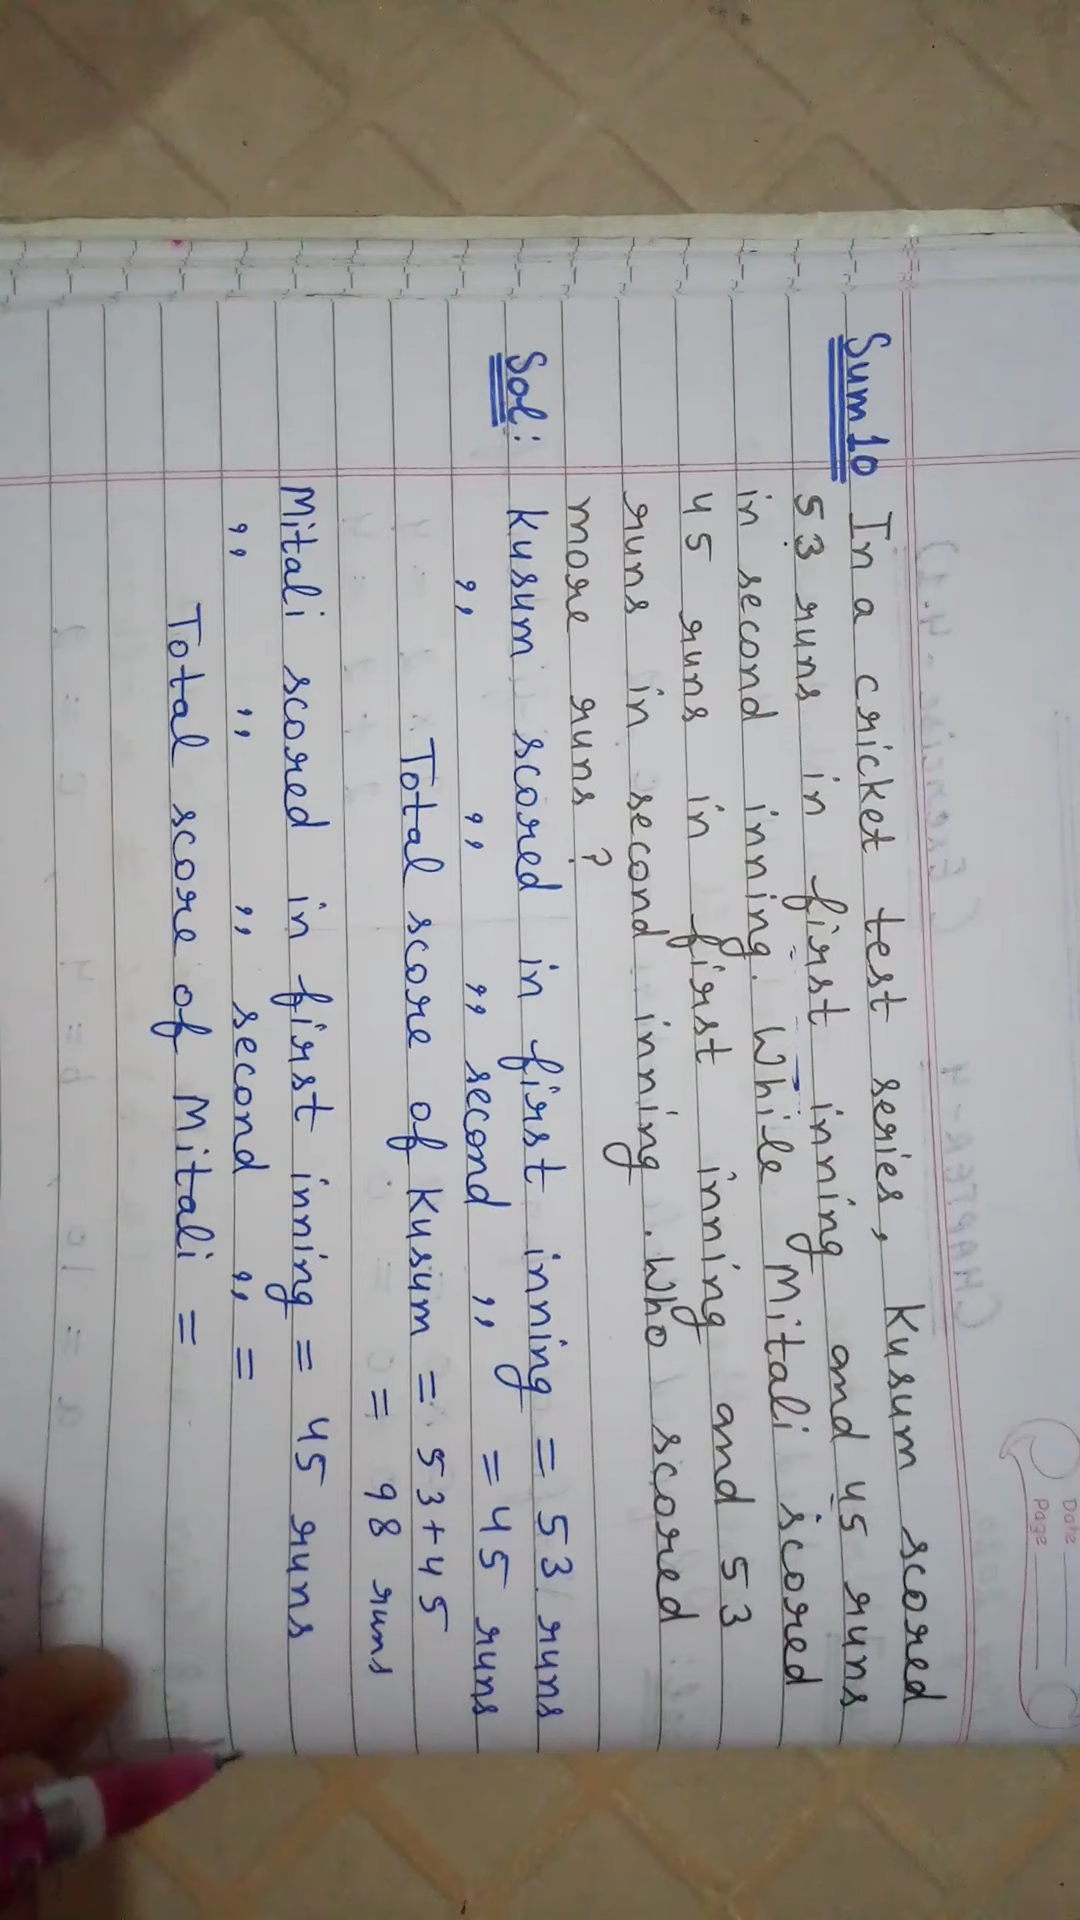 Date
Page
Sum 10 In a cricket test series, Kusum scored
53 runs in first inning and 45 runs
in second inning. While Mitali scored
45 runs in first inning and 53
runs in second inning. Who scored
more runs ?
Sol: Kusum scored in first inning = 53 runs
,, ,, ,, second ,, = 45 runs
Total score of Kusum = 53 + 45
= 98 runs
Mitali scored in first inning = 45 runs
,, ,, ,, second ,, =
Total score of Mitali =